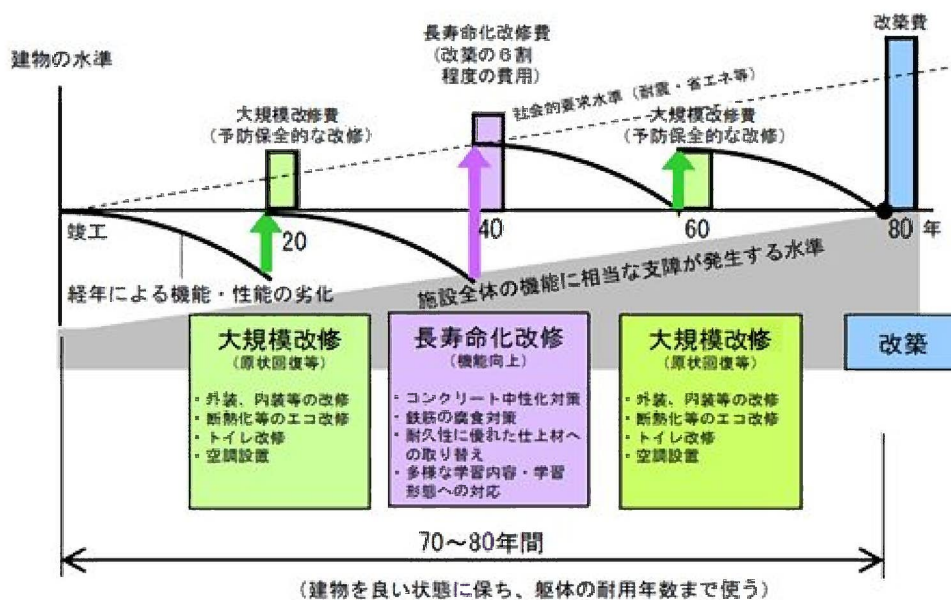 改築費
長寿命化改修費
(改築の6割
程度の費用)
建物の水準
社会的要求水準(耐震・省エネ等)
大規模改修費
(予防保全的な改修)
大規模改修費
(予防保全的な改修)
竣工
20
40
60
80 年
経年による機能・性能の劣化
施設全体の機能に相当な支障が発生する水準
大規模改修
(原状回復等)
・外装、内装等の改修
・断熱化等のエコ改修
・トイレ改修
・空調設置
長寿命化改修
(機能向上)
・コンクリート中性化対策
・鉄筋の腐食対策
・耐久性に優れた仕上材へ
の取り替え
・多様な学習内容・学習
形態への対応
大規模改修
(原状回復等)
・外装、内装等の改修
・断熱化等のエコ改修
・トイレ改修
・空調設置
改築
70～80年間
(建物を良い状態に保ち、躯体の耐用年数まで使う)